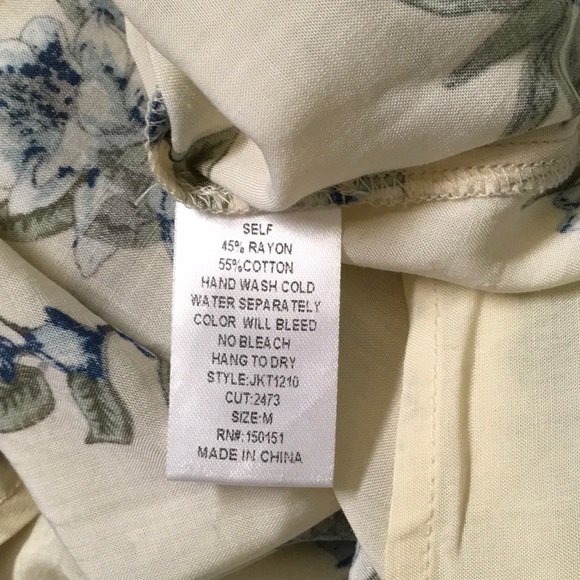 SELF
45% RAYON
55%COTTON
HAND WASH COLD
WATER SEPARATELY
COLOR WILL BLEED
NO BLEACH
HANG TO DRY
STYLE:JKT1210
CUT:2473
SIZE:M
RN#:150151
MADE IN CHINA